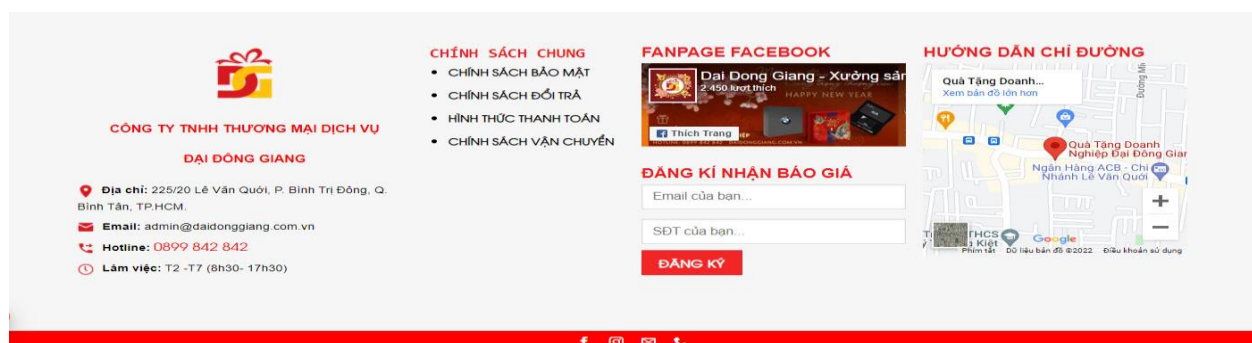 CÔNG TY TNHH THƯƠNG MẠI DỊCH VỤ
ĐẠI ĐÔNG GIANG
Địa chỉ: 225/20 Lê Văn Quới, P. Bình Trị Đông, Q.
Bình Tân, TP.HCM.
Email: admin@daidonggiang.com.vn
Hotline: 0899 842 842
Làm việc: T2 -T7 (8h30- 17h30)
CHÍNH SÁCH CHUNG
CHÍNH SÁCH BẢO MẬT
CHÍNH SÁCH ĐỔI TRẢ
HÌNH THỨC THANH TOÁN
CHÍNH SÁCH VẬN CHUYỂN
FANPAGE FACEBOOK
Dai Dong Giang - Xưởng sản
2.450 lượt thích
HAPPY NEW YEAR
Thích Trang
ĐĂNG KÍ NHẬN BÁO GIÁ
Email của bạn...
SĐT của bạn...
ĐĂNG KÝ
HƯỚNG DẪN CHỈ ĐƯỜNG
Quà Tặng Doanh...
Xem bản đồ lớn hơn
Đường Mi
Quà Tặng Doanh
Nghiệp Đại Đông Giar
Ngân Hàng ACB - Chi
Nhánh Lê Văn Quới
THCS
Kiệt
Google
Phím tắt Dữ liệu bản đồ ©2022 Điều khoản sử dụng